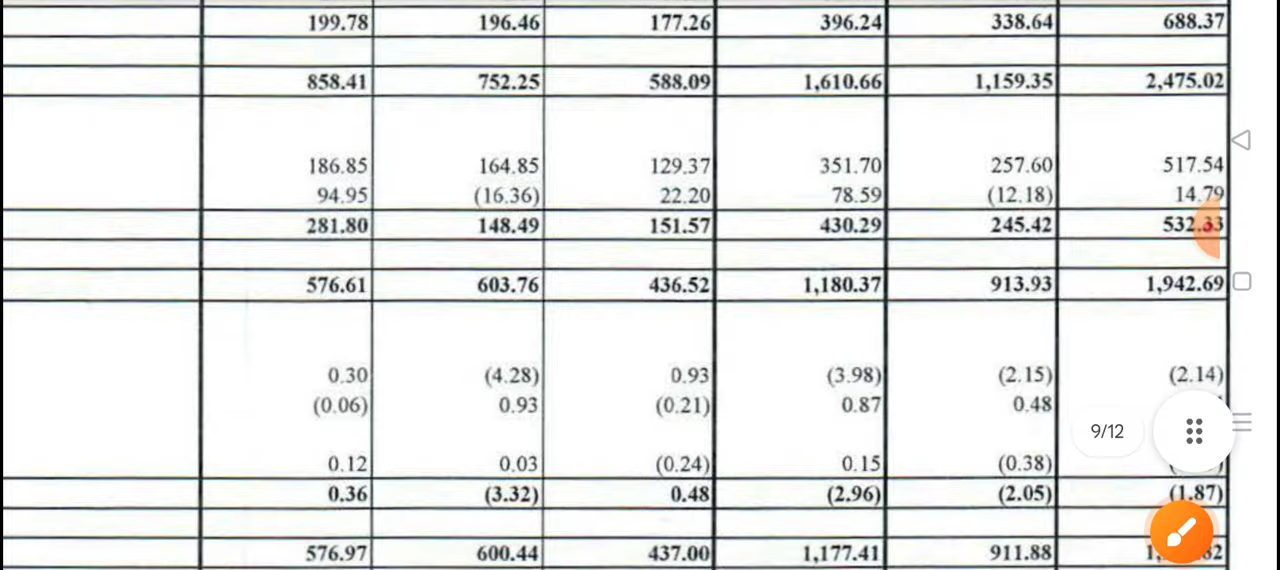 199.78 196.46 177.26 396.24 338.64 688.37
858.41 752.25 588.09 1,610.66 1,159.35 2,475.02
186.85 164.85 129.37 351.70 257.60 517.54
94.95 (16.36) 22.20 78.59 (12.18) 14.79
281.80 148.49 151.57 430.29 245.42 532.33
576.61 603.76 436.52 1,180.37 913.93 1,942.69
0.30 (4.28) 0.93 (3.98) (2.15) (2.14)
(0.06) 0.93 (0.21) 0.87 0.48
9/12
0.12 0.03 (0.24) 0.15 (0.38)
0.36 (3.32) 0.48 (2.96) (2.05) (1.87)
576.97 600.44 437.00 1,177.41 911.88